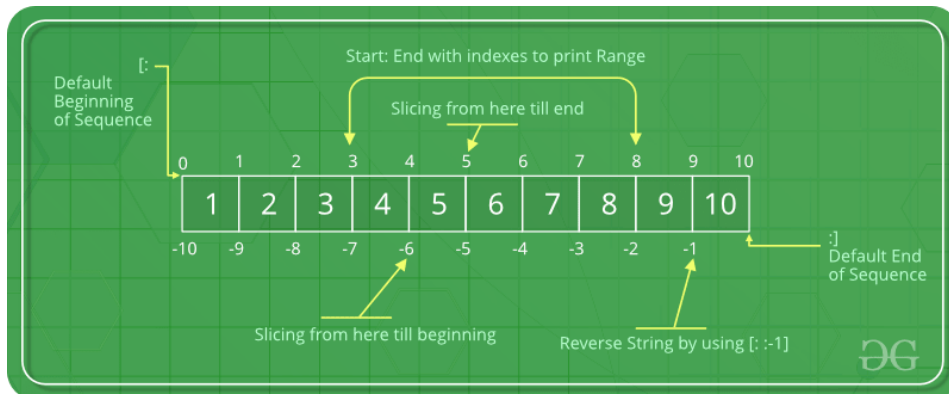 [:
Default
Beginning
of Sequence
Start: End with indexes to print Range
Slicing from here till end
0 1 2 3 4 5 6 7 8 9 10
1 2 3 4 5 6 7 8 9 10
-10 -9 -8 -7 -6 -5 -4 -3 -2 -1
:]
Default End
of Sequence
Slicing from here till beginning
Reverse String by using [: :-1]